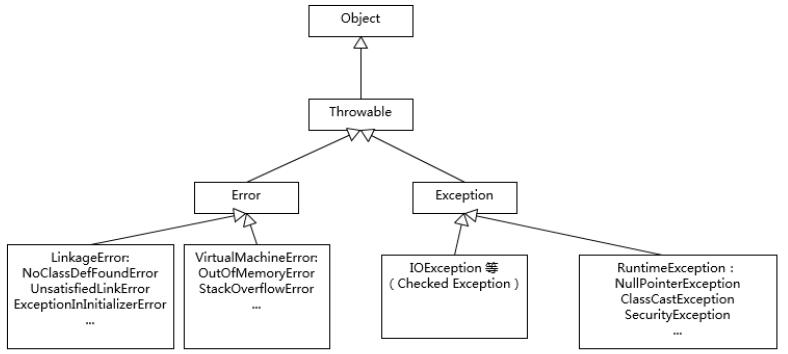 Object
Throwable
Error
Exception
LinkageError:
NoClassDefFoundError
UnsatisfiedLinkError
ExceptionInInitializerError
...
VirtualMachineError:
OutOfMemoryError
StackOverflowError
...
IOException 等
( Checked Exception )
RuntimeException：
NullPointerException
ClassCastException
SecurityException
...